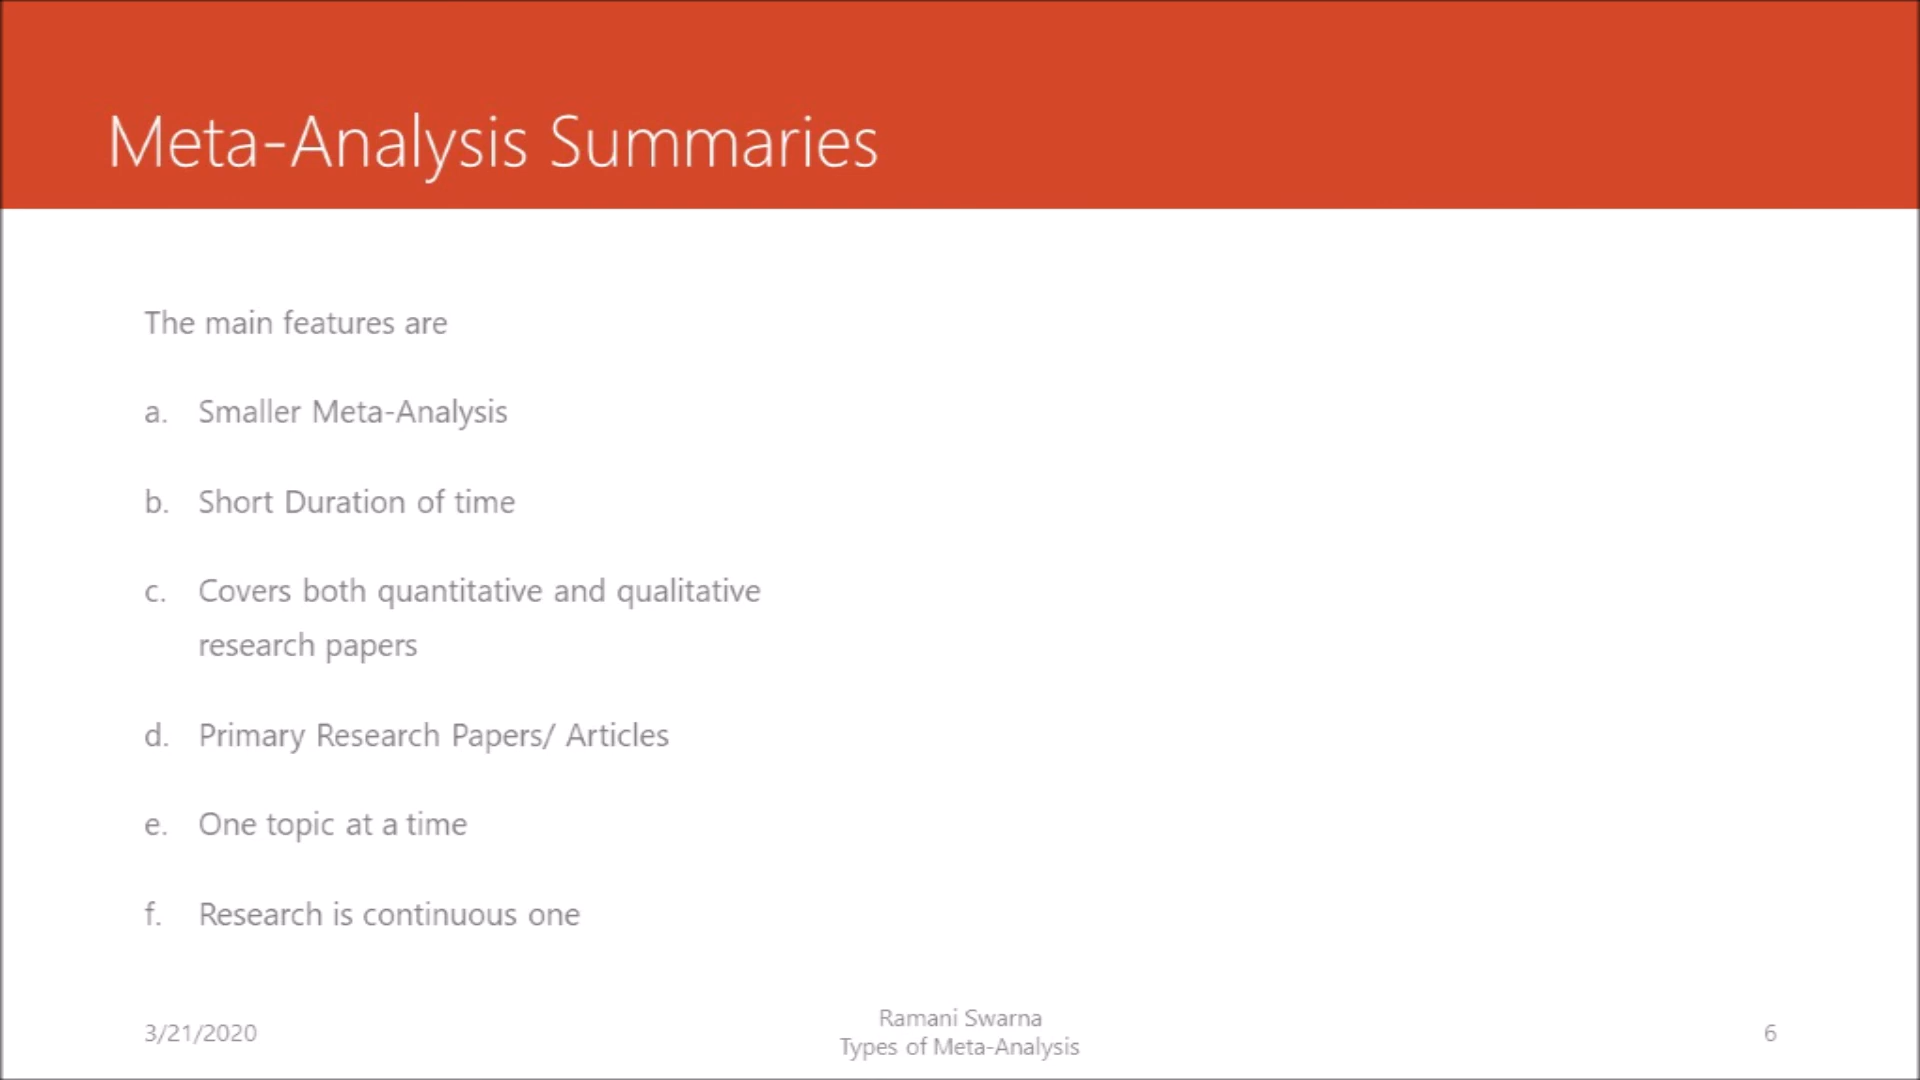 Meta-Analysis Summaries
The main features are
a. Smaller Meta-Analysis
b. Short Duration of time
c. Covers both quantitative and qualitative
research papers
d. Primary Research Papers/ Articles
e. One topic at a time
f. Research is continuous one
3/21/2020
Ramani Swarna
Types of Meta-Analysis
6